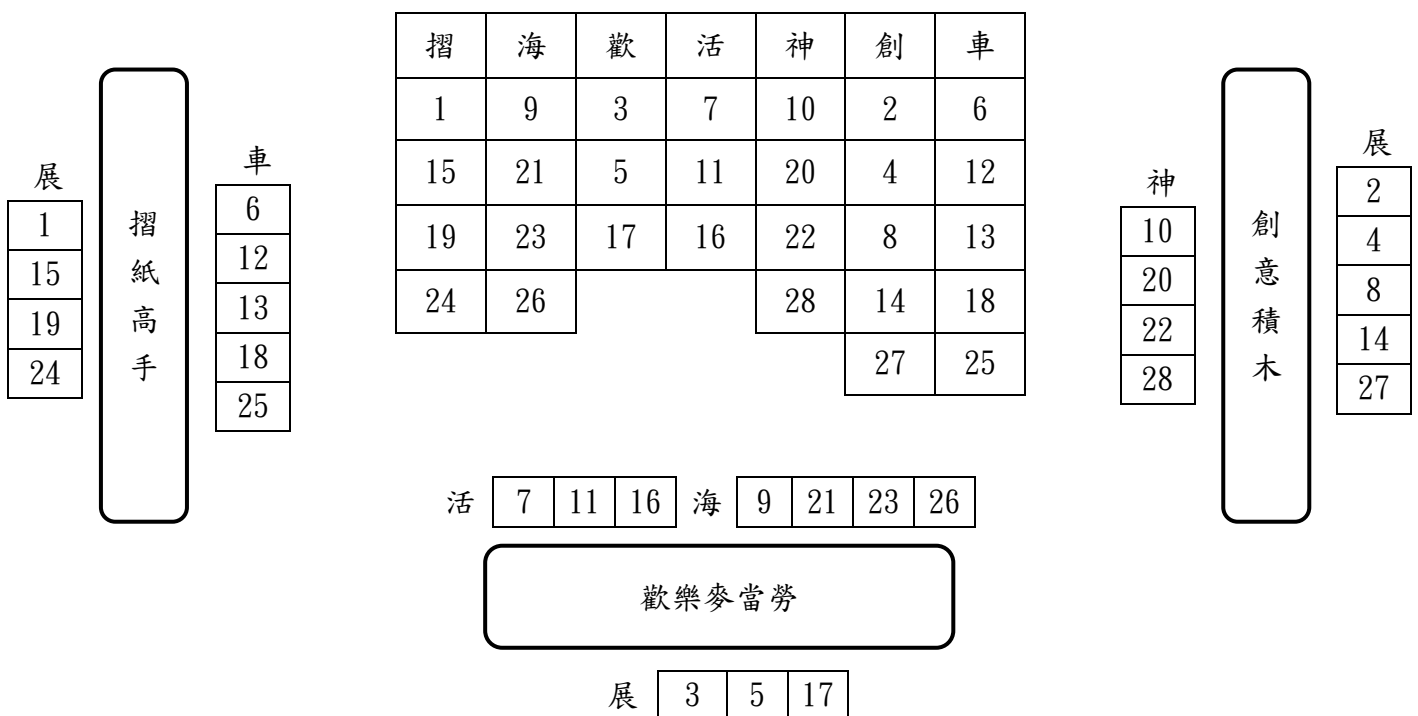 摺 海 歡 活 神 創 車
1 9 3 7 10 2 6
15 21 5 11 20 4 12
19 23 17 16 22 8 13
24 26 28 14 18
27 25
展
1
15
19
24
摺
紙
高
手
車
6
12
13
18
25
神
10
20
22
28
創
意
積
木
展
2
4
8
14
27
活 7 11 16 海 9 21 23 26
歡樂麥當勞
展 3 5 17